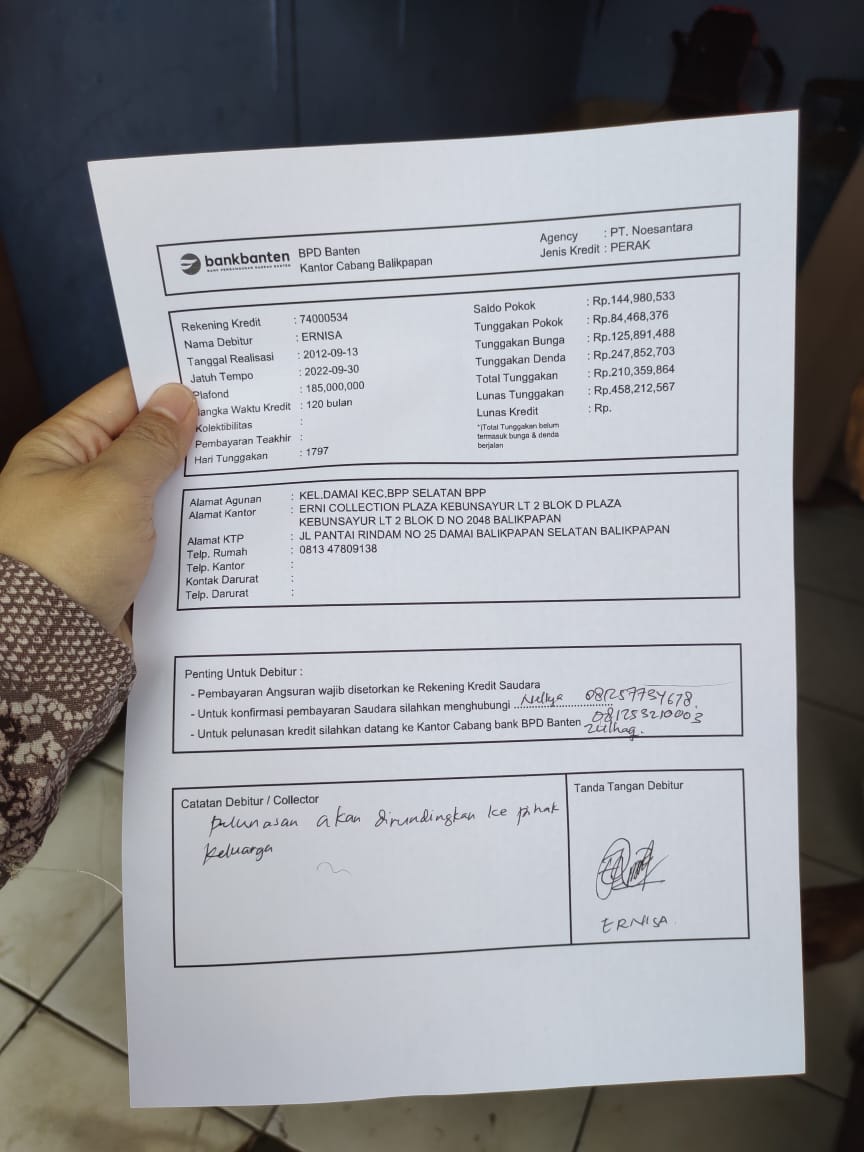 bankbanten
BPD Banten
Kantor Cabang Balikpapan
Agency : PT. Noesantara
Jenis Kredit : PERAK
Rekening Kredit : 74000534
Nama Debitur : ERNISA
Tanggal Realisasi : 2012-09-13
Jatuh Tempo : 2022-09-30
Plafond : 185,000,000
Jangka Waktu Kredit : 120 bulan
Kolektibilitas :
Pembayaran Teakhir :
Hari Tunggakan : 1797
Saldo Pokok : Rp.144,980,533
Tunggakan Pokok : Rp.84,468,376
Tunggakan Bunga : Rp.125,891,488
Tunggakan Denda : Rp.247,852,703
Total Tunggakan : Rp.210,359,864
Lunas Tunggakan : Rp.458,212,567
Lunas Kredit : Rp.
*)Total Tunggakan belum
termasuk bunga & denda
berjalan
Alamat Agunan : KEL.DAMAI KEC.BPP SELATAN BPP
Alamat Kantor : ERNI COLLECTION PLAZA KEBUNSAYUR LT 2 BLOK D PLAZA
KEBUNSAYUR LT 2 BLOK D NO 2048 BALIKPAPAN
Alamat KTP : JL PANTAI RINDAM NO 25 DAMAI BALIKPAPAN SELATAN BALIKPAPAN
Telp. Rumah : 0813 47809138
Telp. Kantor :
Kontak Darurat :
Telp. Darurat :
Penting Untuk Debitur :
- Pembayaran Angsuran wajib disetorkan ke Rekening Kredit Saudara
- Untuk konfirmasi pembayaran Saudara silahkan menghubungi 081257734678
- Untuk pelunasan kredit silahkan datang ke Kantor Cabang bank BPD Banten 081253210003
Zulhaq.
Catatan Debitur / Collector
pelunasan akan dirundingkan ke pihak
keluarga
Tanda Tangan Debitur
ERNISA